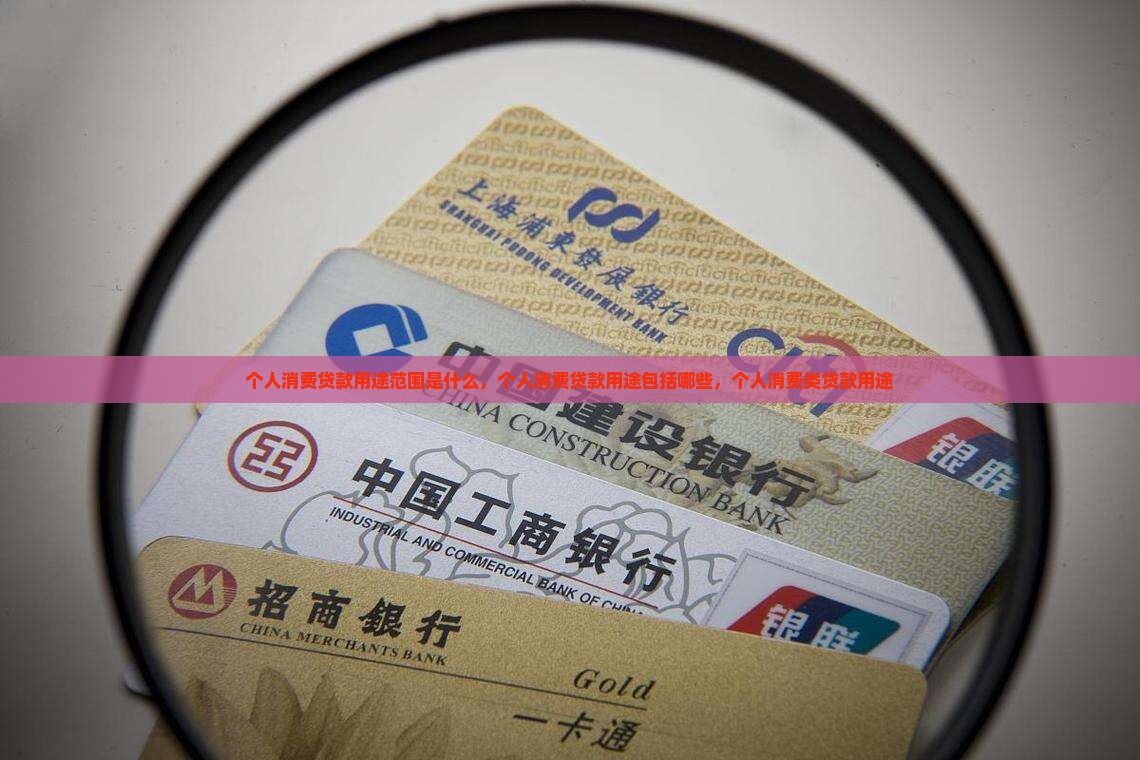 上海浦東發展銀行
SHANGHAI PUDONG DEVELOPMENT BANK
citi
银联
个人消费贷款用途范围是什么，个人消费贷款用途包括哪些，个人消费类贷款用途
中国建设银行
CHINA CONSTRUCTION BANK
中国工商银行
INDUSTRIAL AND COMMERCIAL BANK OF CHINA
银联
招商銀行
CHINA MERCHANTS BANK
Gold
一卡通